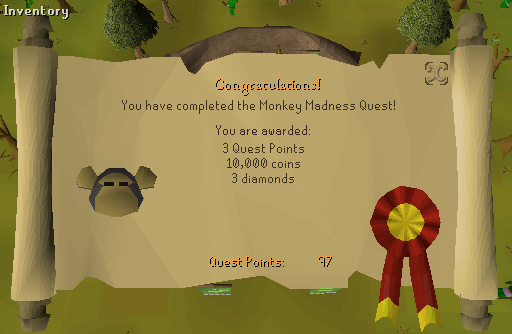 Inventory
Congratulations!
You have completed the Monkey Madness Quest!
You are awarded:
3 Quest Points
10,000 coins
3 diamonds
Quest Points: 97